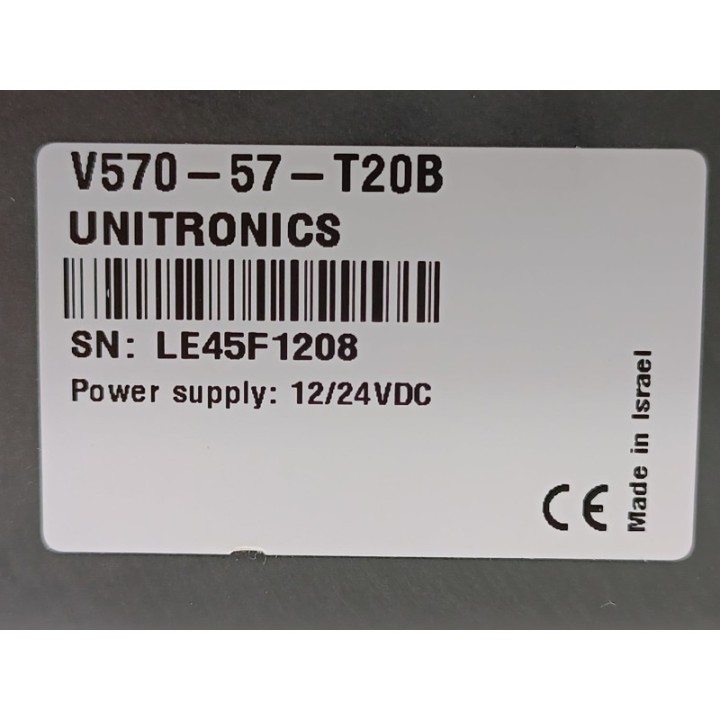 V570-57-T20B
UNITRONICS
SN: LE45F1208
Power supply: 12/24VDC
CE
Made in Israel